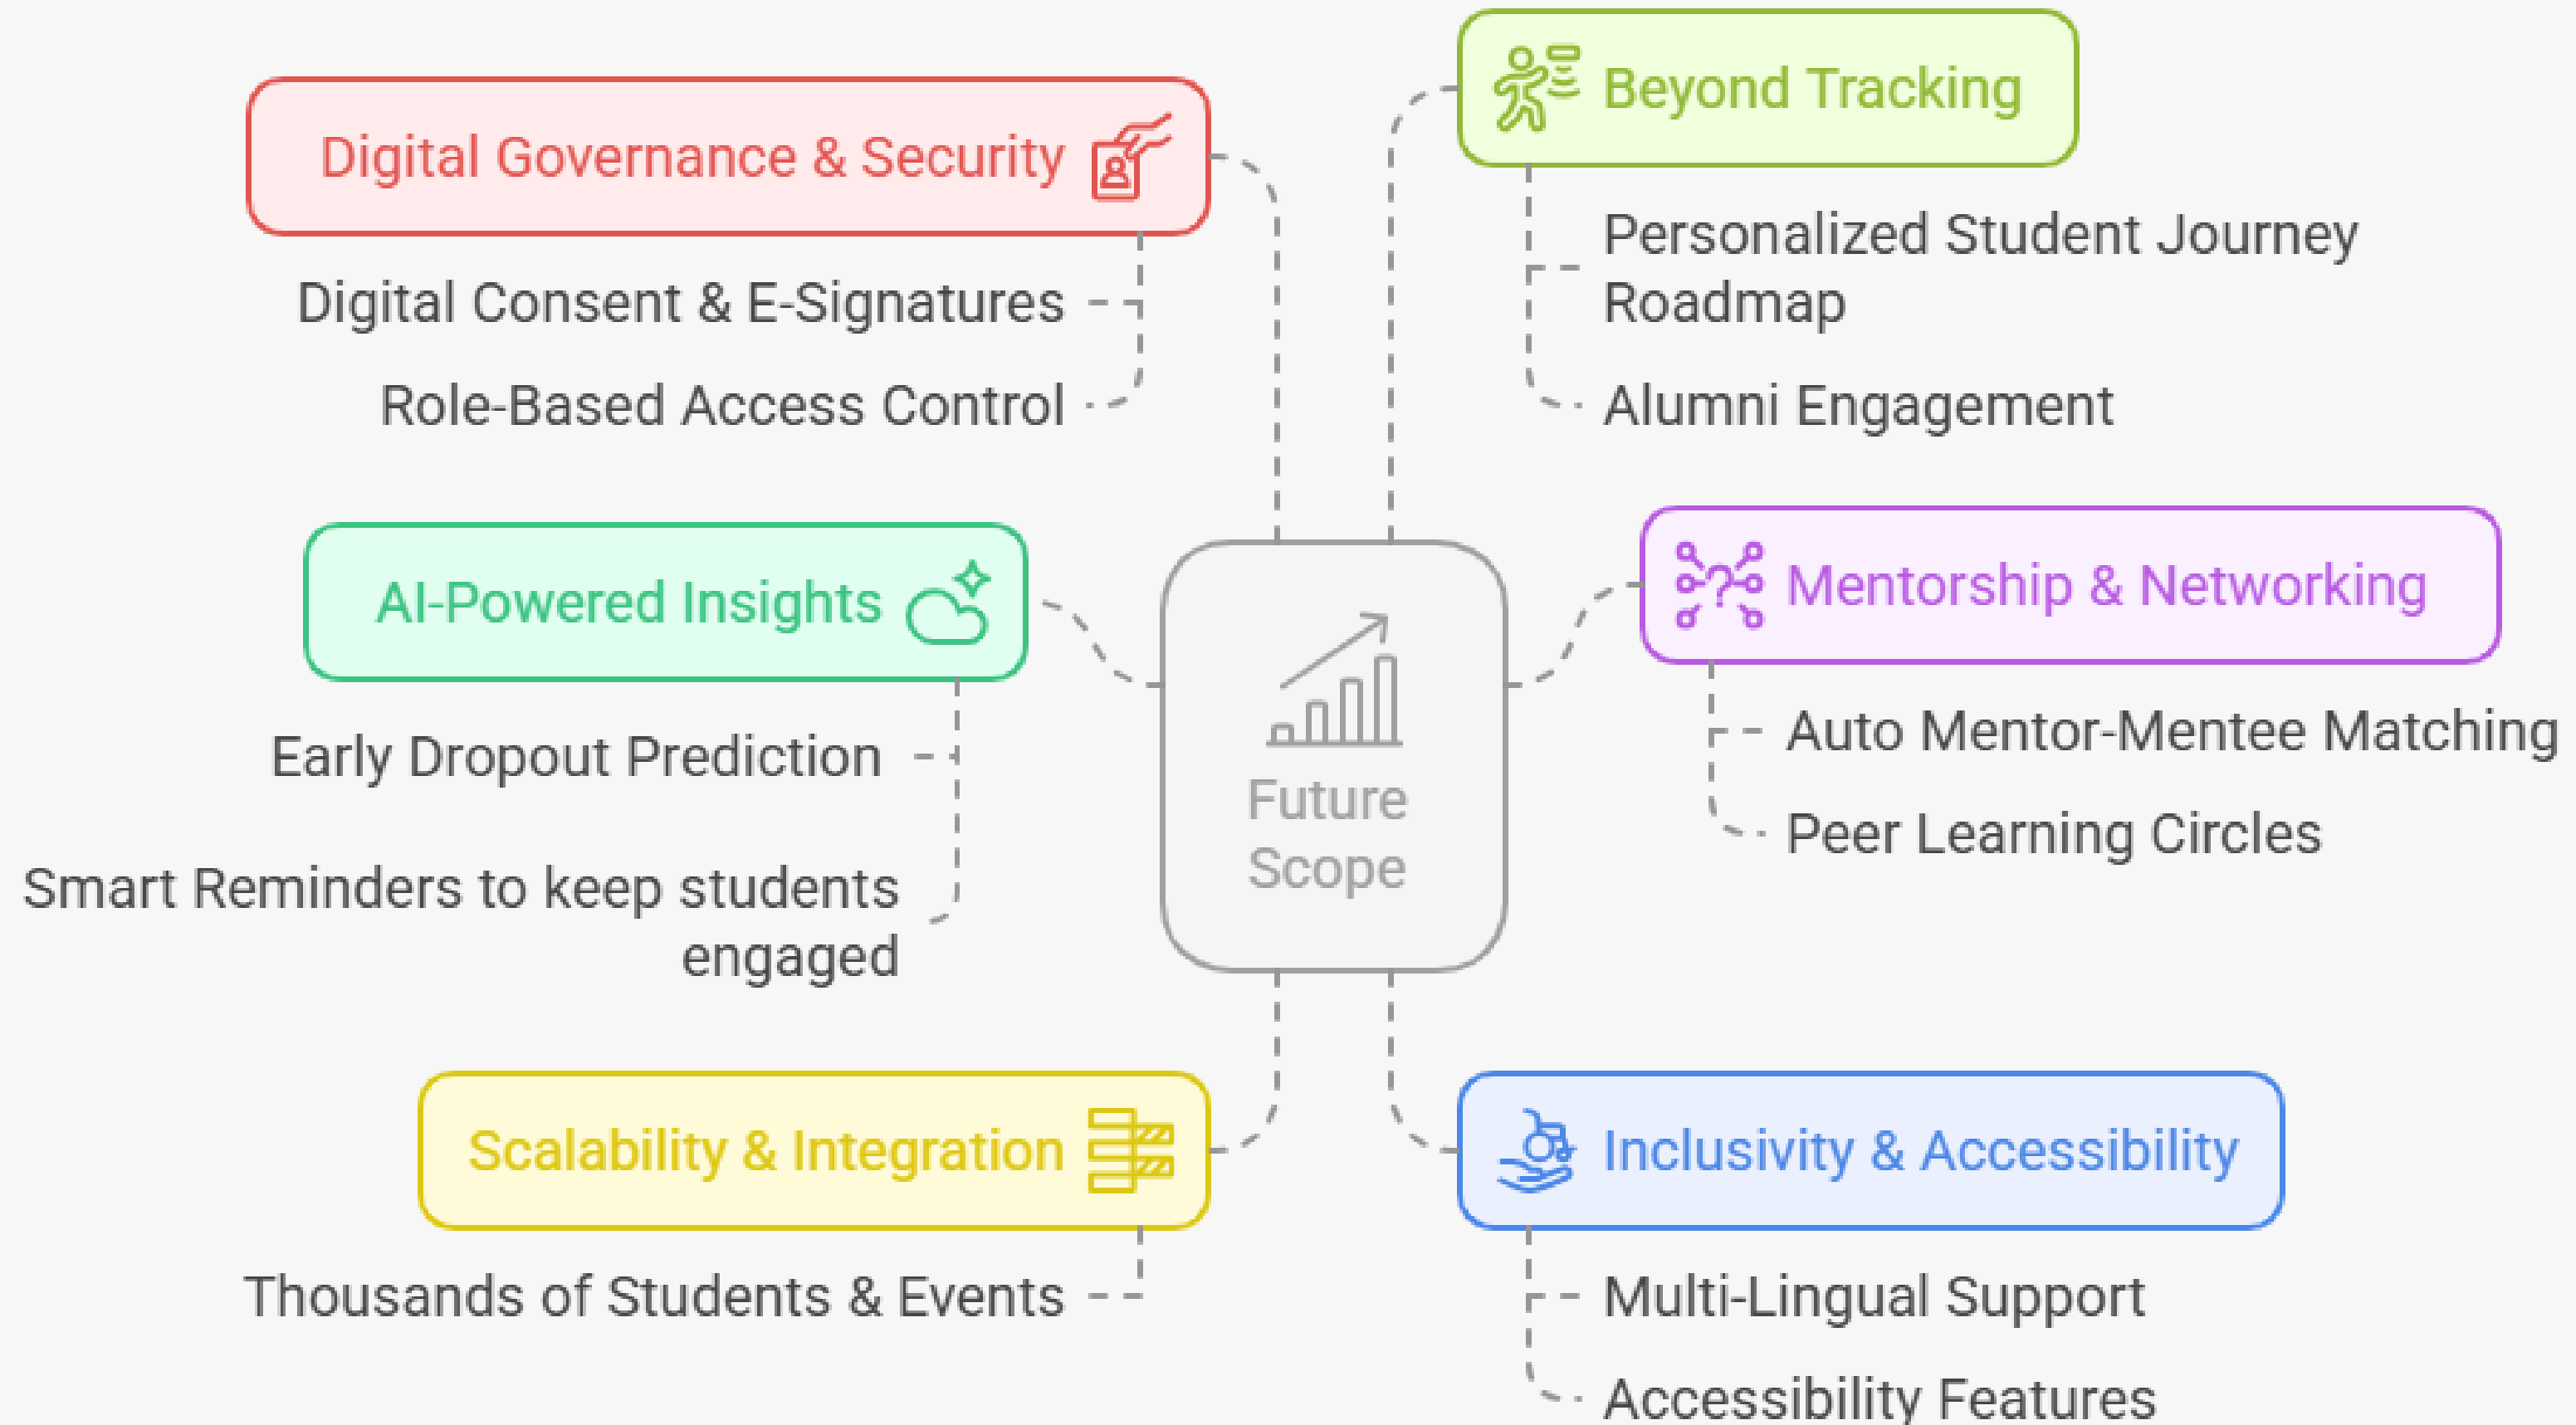 Digital Governance & Security
Digital Consent & E-Signatures
Role-Based Access Control
Beyond Tracking
Personalized Student Journey
Roadmap
Alumni Engagement
AI-Powered Insights
Early Dropout Prediction
Smart Reminders to keep students
engaged
Future
Scope
Mentorship & Networking
Auto Mentor-Mentee Matching
Peer Learning Circles
Scalability & Integration
Thousands of Students & Events
Inclusivity & Accessibility
Multi-Lingual Support
Accessibility Features